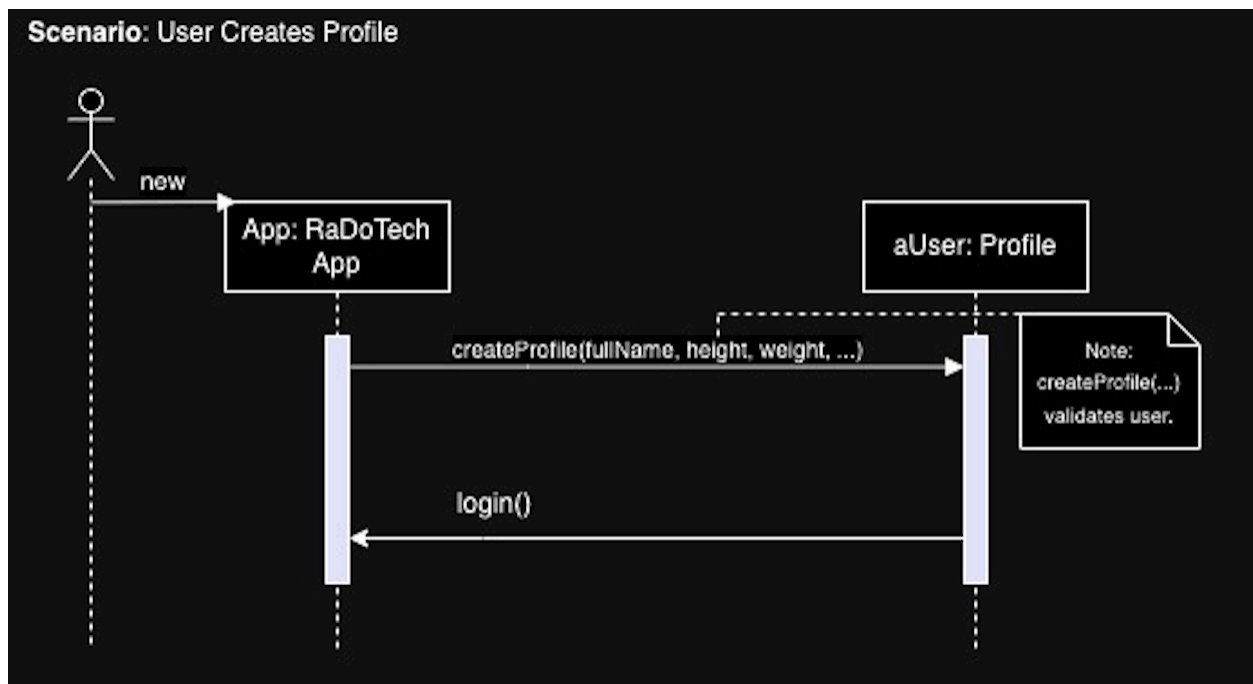 Scenario: User Creates Profile
new
App: RaDoTech
App
aUser: Profile
createProfile(fullName, height, weight, ...)
Note:
createProfile(...)
validates user.
login()